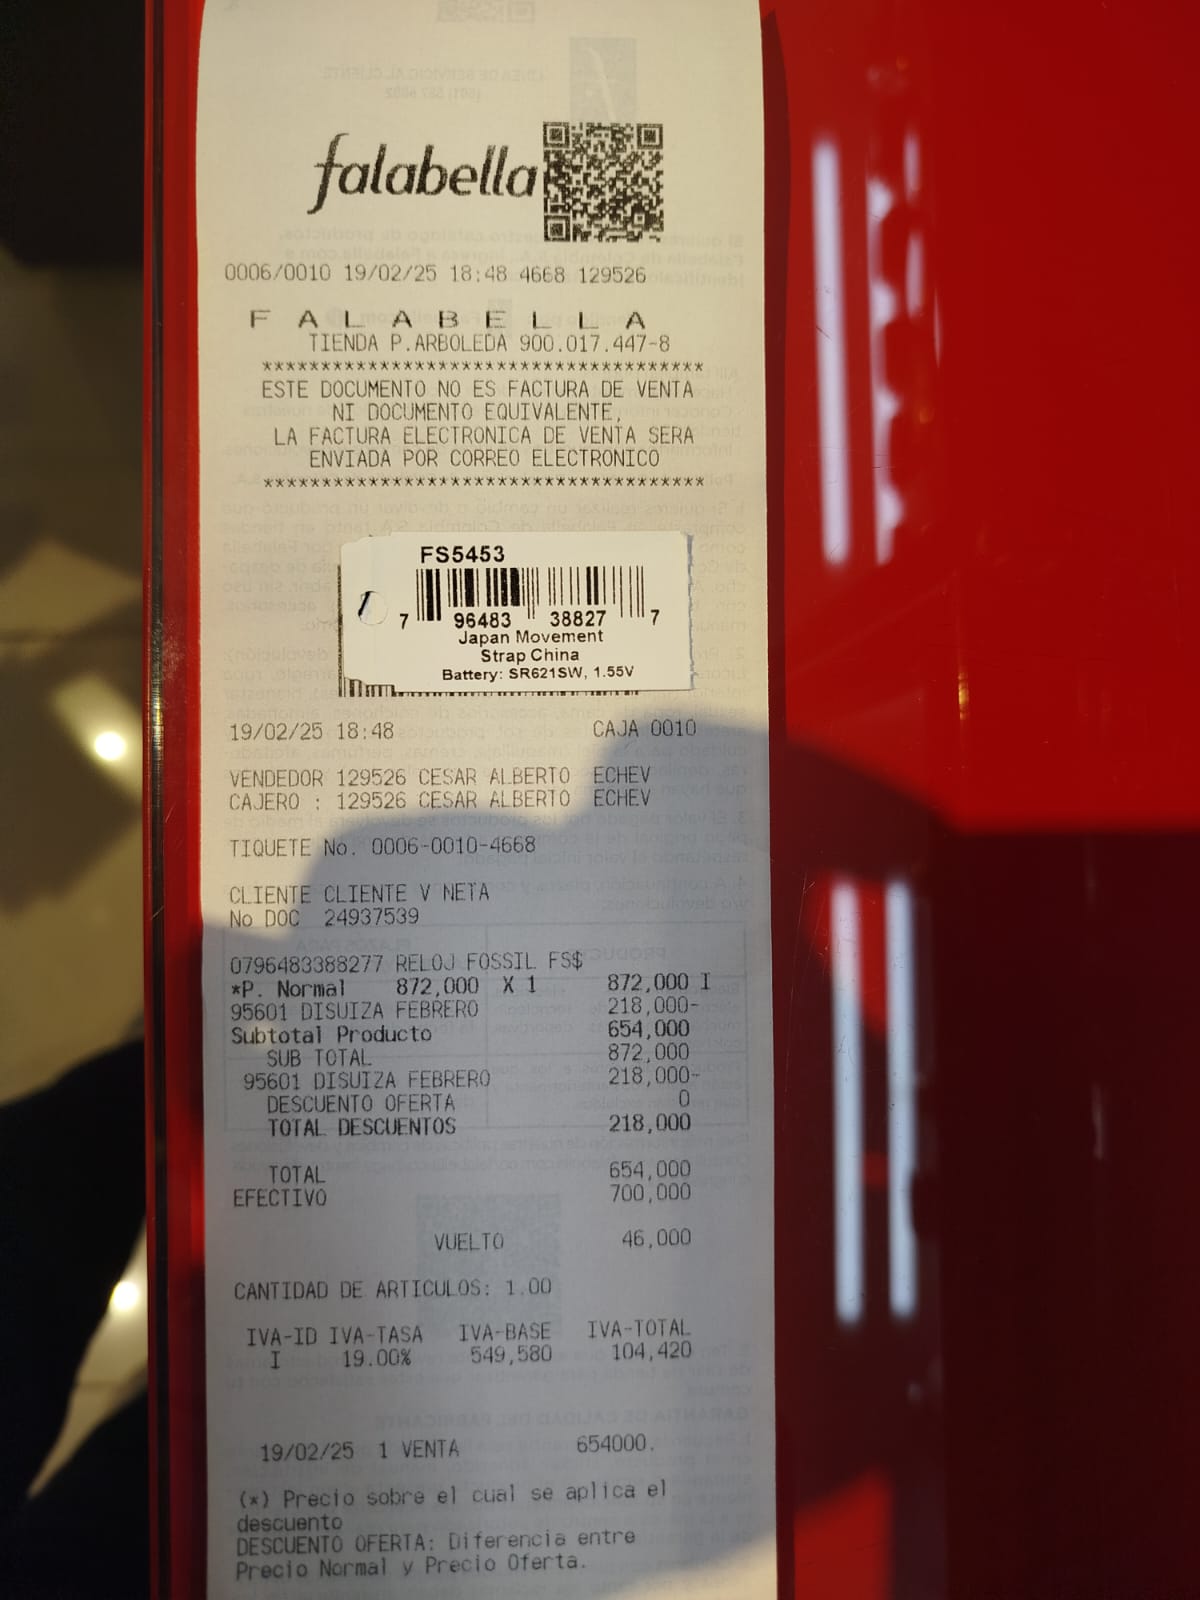 falabella
0006/0010 19/02/25 18:48 4668 129526
F A L A B E L L A
TIENDA P.ARBOLEDA 900.017.447-8
**************************************
ESTE DOCUMENTO NO ES FACTURA DE VENTA
NI DOCUMENTO EQUIVALENTE,
LA FACTURA ELECTRONICA DE VENTA SERA
ENVIADA POR CORREO ELECTRONICO
**************************************
FS5453
7 96483 38827 7
Japan Movement
Strap China
Battery: SR621SW, 1.55V
19/02/25 18:48 CAJA 0010
VENDEDOR 129526 CESAR ALBERTO ECHEV
CAJERO : 129526 CESAR ALBERTO ECHEV
TIQUETE No. 0006-0010-4668
CLIENTE CLIENTE V NETA
No DOC 24937539
0796483388277 RELOJ FOSSIL FS$
*P. Normal 872,000 X 1 872,000 I
95601 DISUIZA FEBRERO 218,000-
Subtotal Producto 654,000
SUB TOTAL 872,000
95601 DISUIZA FEBRERO 218,000-
DESCUENTO OFERTA 0
TOTAL DESCUENTOS 218,000
TOTAL 654,000
EFECTIVO 700,000
VUELTO 46,000
CANTIDAD DE ARTICULOS: 1.00
IVA-ID IVA-TASA IVA-BASE IVA-TOTAL
I 19.00% 549,580 104,420
19/02/25 1 VENTA 654000.
(*) Precio sobre el cual se aplica el
descuento
DESCUENTO OFERTA: Diferencia entre
Precio Normal y Precio Oferta.